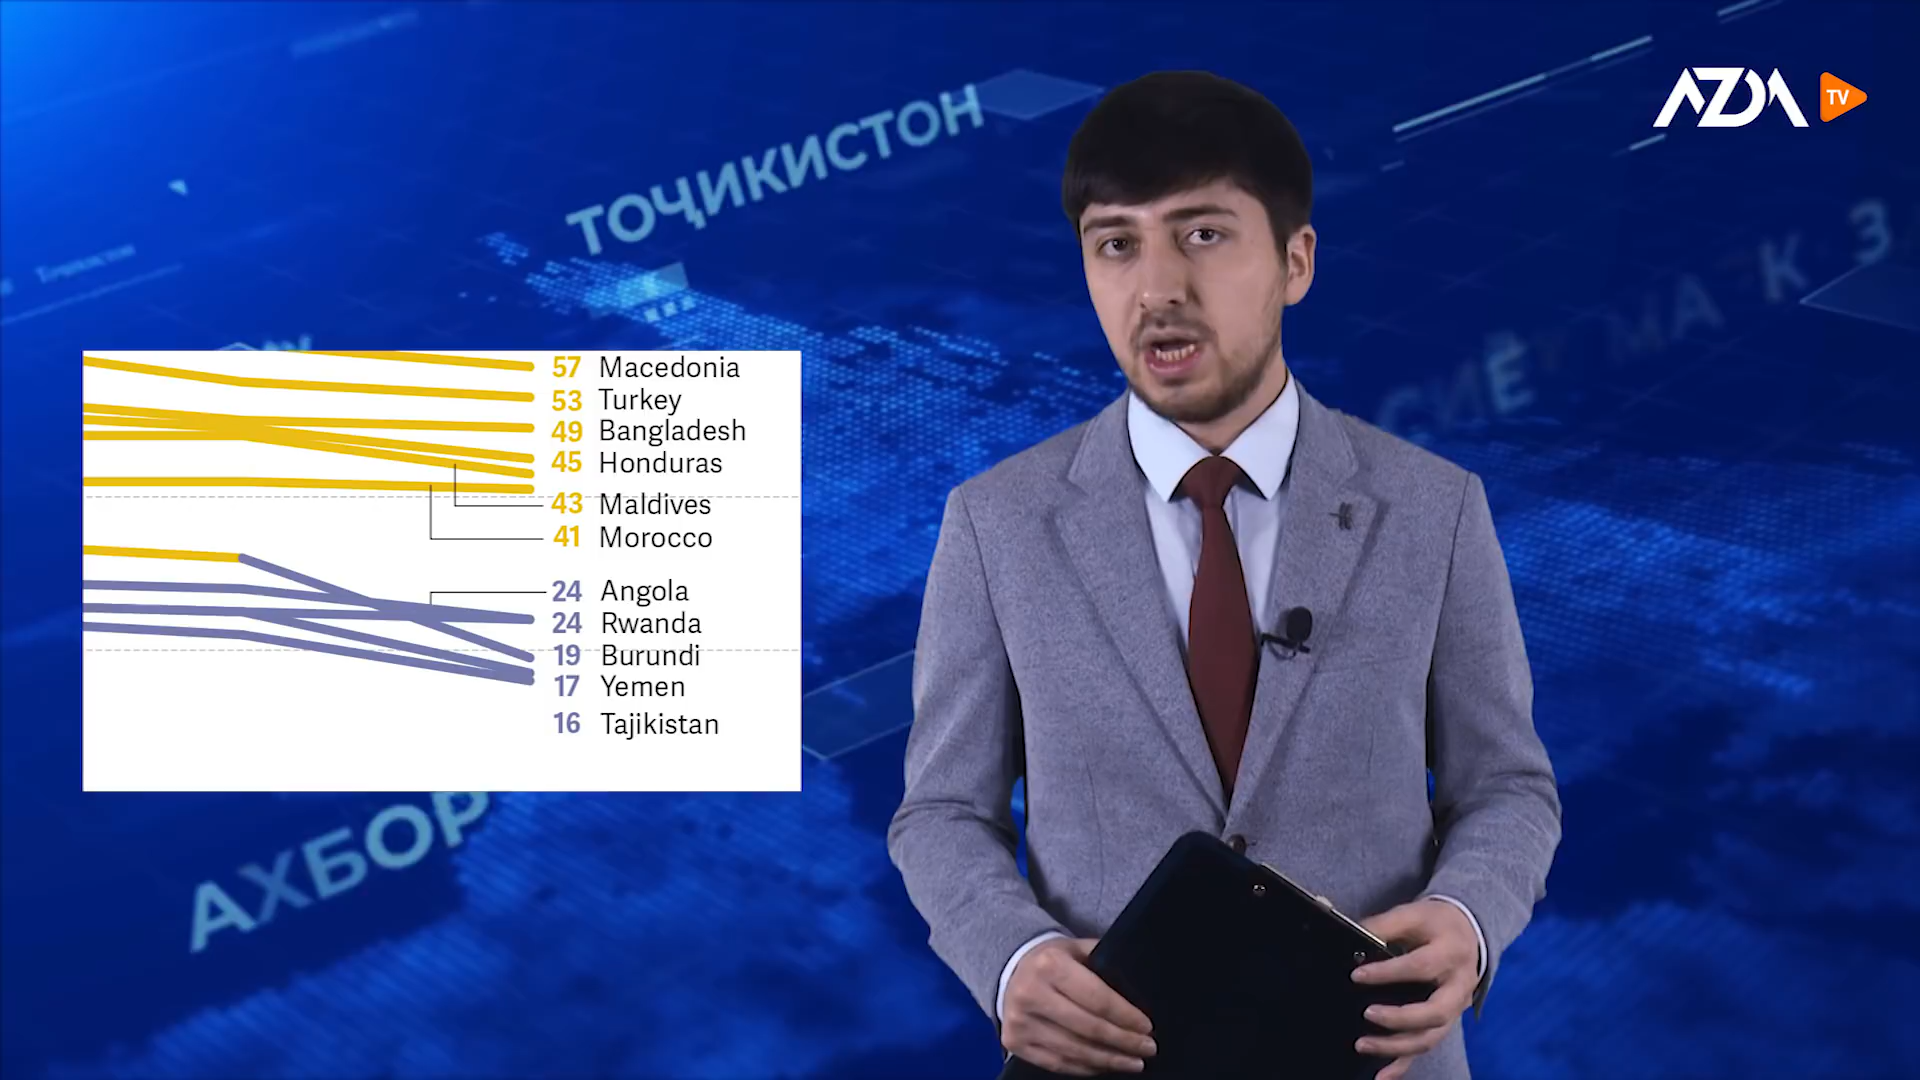 AZDA TV
ТОҶИКИСТОН
57 Macedonia
53 Turkey
49 Bangladesh
45 Honduras
43 Maldives
41 Morocco
24 Angola
24 Rwanda
19 Burundi
17 Yemen
16 Tajikistan
АХБОР